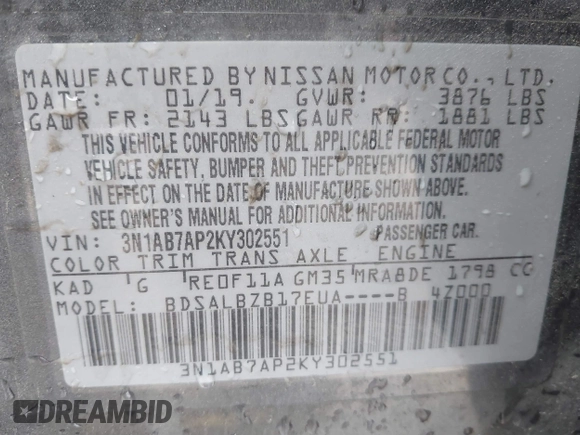 MANUFACTURED BY NISSAN MOTOR CO., LTD.
DATE: 01/19. GVWR: 3876 LBS
GAWR FR: 2143 LBS GAWR RR: 1881 LBS
THIS VEHICLE CONFORMS TO ALL APPLICABLE FEDERAL MOTOR
VEHICLE SAFETY, BUMPER AND THEFT PREVENTION STANDARDS
IN EFFECT ON THE DATE OF MANUFACTURE SHOWN ABOVE.
SEE OWNER'S MANUAL FOR ADDITIONAL INFORMATION.
VIN: 3N1AB7AP2KY302551 PASSENGER CAR.
COLOR TRIM TRANS AXLE ENGINE
KAD G RE0F11A GM35 MRA8DE 1798 CC
MODEL: BDSALBZB17EUA----B 4Z000
3N1AB7AP2KY302551
DREAMBID